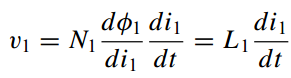 v₁ = N₁ dϕ₁/di₁ di₁/dt = L₁ di₁/dt